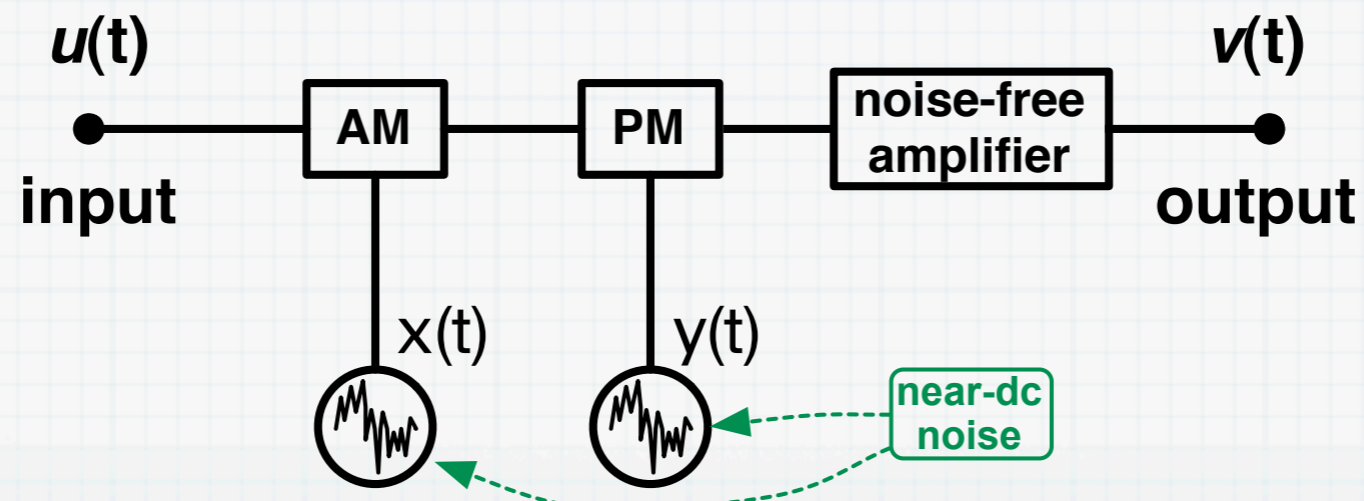 u(t)
v(t)
AM
PM
noise-free
amplifier
input
output
x(t)
y(t)
near-dc
noise